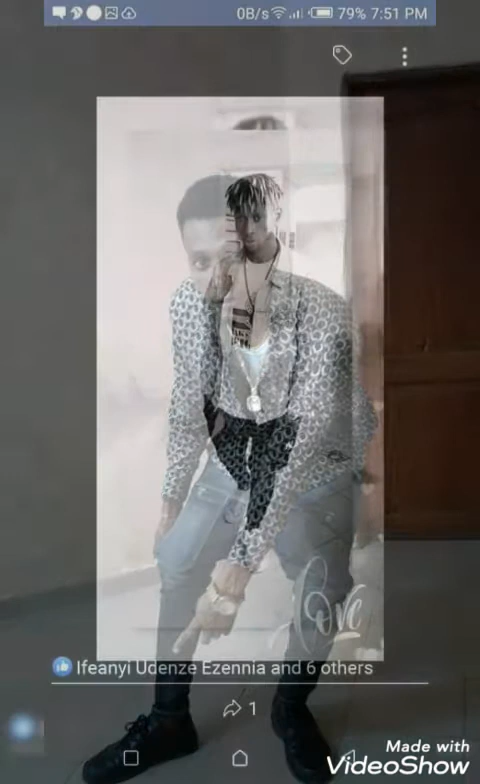 0B/s 79% 7:51 PM
love
Ifeanyi Udenze Ezennia and 6 others
1
Made with
VideoShow